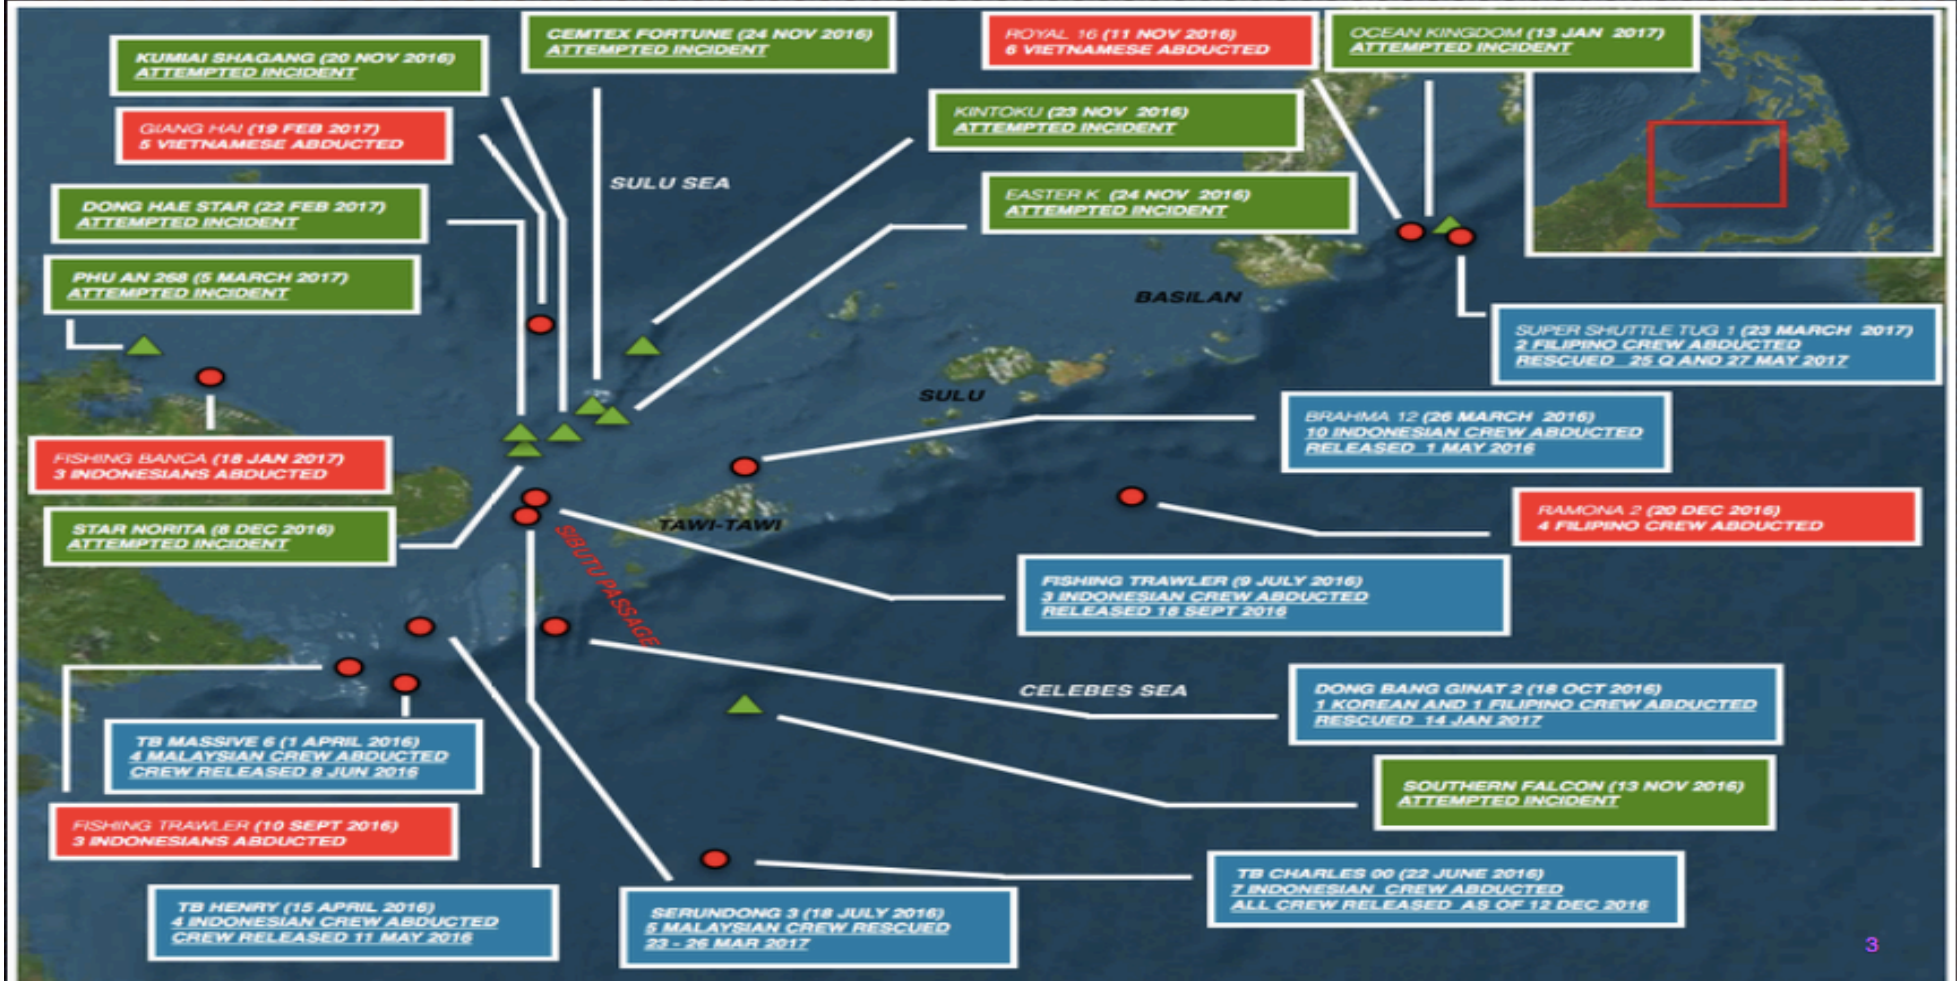 CEMTEX FORTUNE (24 NOV 2016)
ATTEMPTED INCIDENT
ROYAL 16 (11 NOV 2016)
6 VIETNAMESE ABDUCTED
OCEAN KINGDOM (13 JAN 2017)
ATTEMPTED INCIDENT
KUMIAI SHAGANG (20 NOV 2016)
ATTEMPTED INCIDENT
GIANG HAI (19 FEB 2017)
5 VIETNAMESE ABDUCTED
KINTOKU (23 NOV 2016)
ATTEMPTED INCIDENT
SULU SEA
DONG HAE STAR (22 FEB 2017)
ATTEMPTED INCIDENT
EASTER K (24 NOV 2016)
ATTEMPTED INCIDENT
PHU AN 268 (5 MARCH 2017)
ATTEMPTED INCIDENT
BASILAN
SUPER SHUTTLE TUG 1 (23 MARCH 2017)
2 FILIPINO CREW ABDUCTED
RESCUED 25 Q AND 27 MAY 2017
SULU
BRAHMA 12 (26 MARCH 2016)
10 INDONESIAN CREW ABDUCTED
RELEASED 1 MAY 2016
FISHING BANCA (18 JAN 2017)
3 INDONESIANS ABDUCTED
RAMONA 2 (20 DEC 2016)
4 FILIPINO CREW ABDUCTED
STAR NORITA (8 DEC 2016)
ATTEMPTED INCIDENT
TAWI-TAWI
SIBUTU PASSAGE
FISHING TRAWLER (9 JULY 2016)
3 INDONESIAN CREW ABDUCTED
RELEASED 18 SEPT 2016
CELEBES SEA
DONG BANG GINAT 2 (18 OCT 2016)
1 KOREAN AND 1 FILIPINO CREW ABDUCTED
RESCUED 14 JAN 2017
TB MASSIVE 6 (1 APRIL 2016)
4 MALAYSIAN CREW ABDUCTED
CREW RELEASED 8 JUN 2016
SOUTHERN FALCON (13 NOV 2016)
ATTEMPTED INCIDENT
FISHING TRAWLER (10 SEPT 2016)
3 INDONESIANS ABDUCTED
TB CHARLES 00 (22 JUNE 2016)
7 INDONESIAN CREW ABDUCTED
ALL CREW RELEASED AS OF 12 DEC 2016
TB HENRY (15 APRIL 2016)
4 INDONESIAN CREW ABDUCTED
CREW RELEASED 11 MAY 2016
SERUNDONG 3 (18 JULY 2016)
5 MALAYSIAN CREW RESCUED
23 - 26 MAR 2017
3